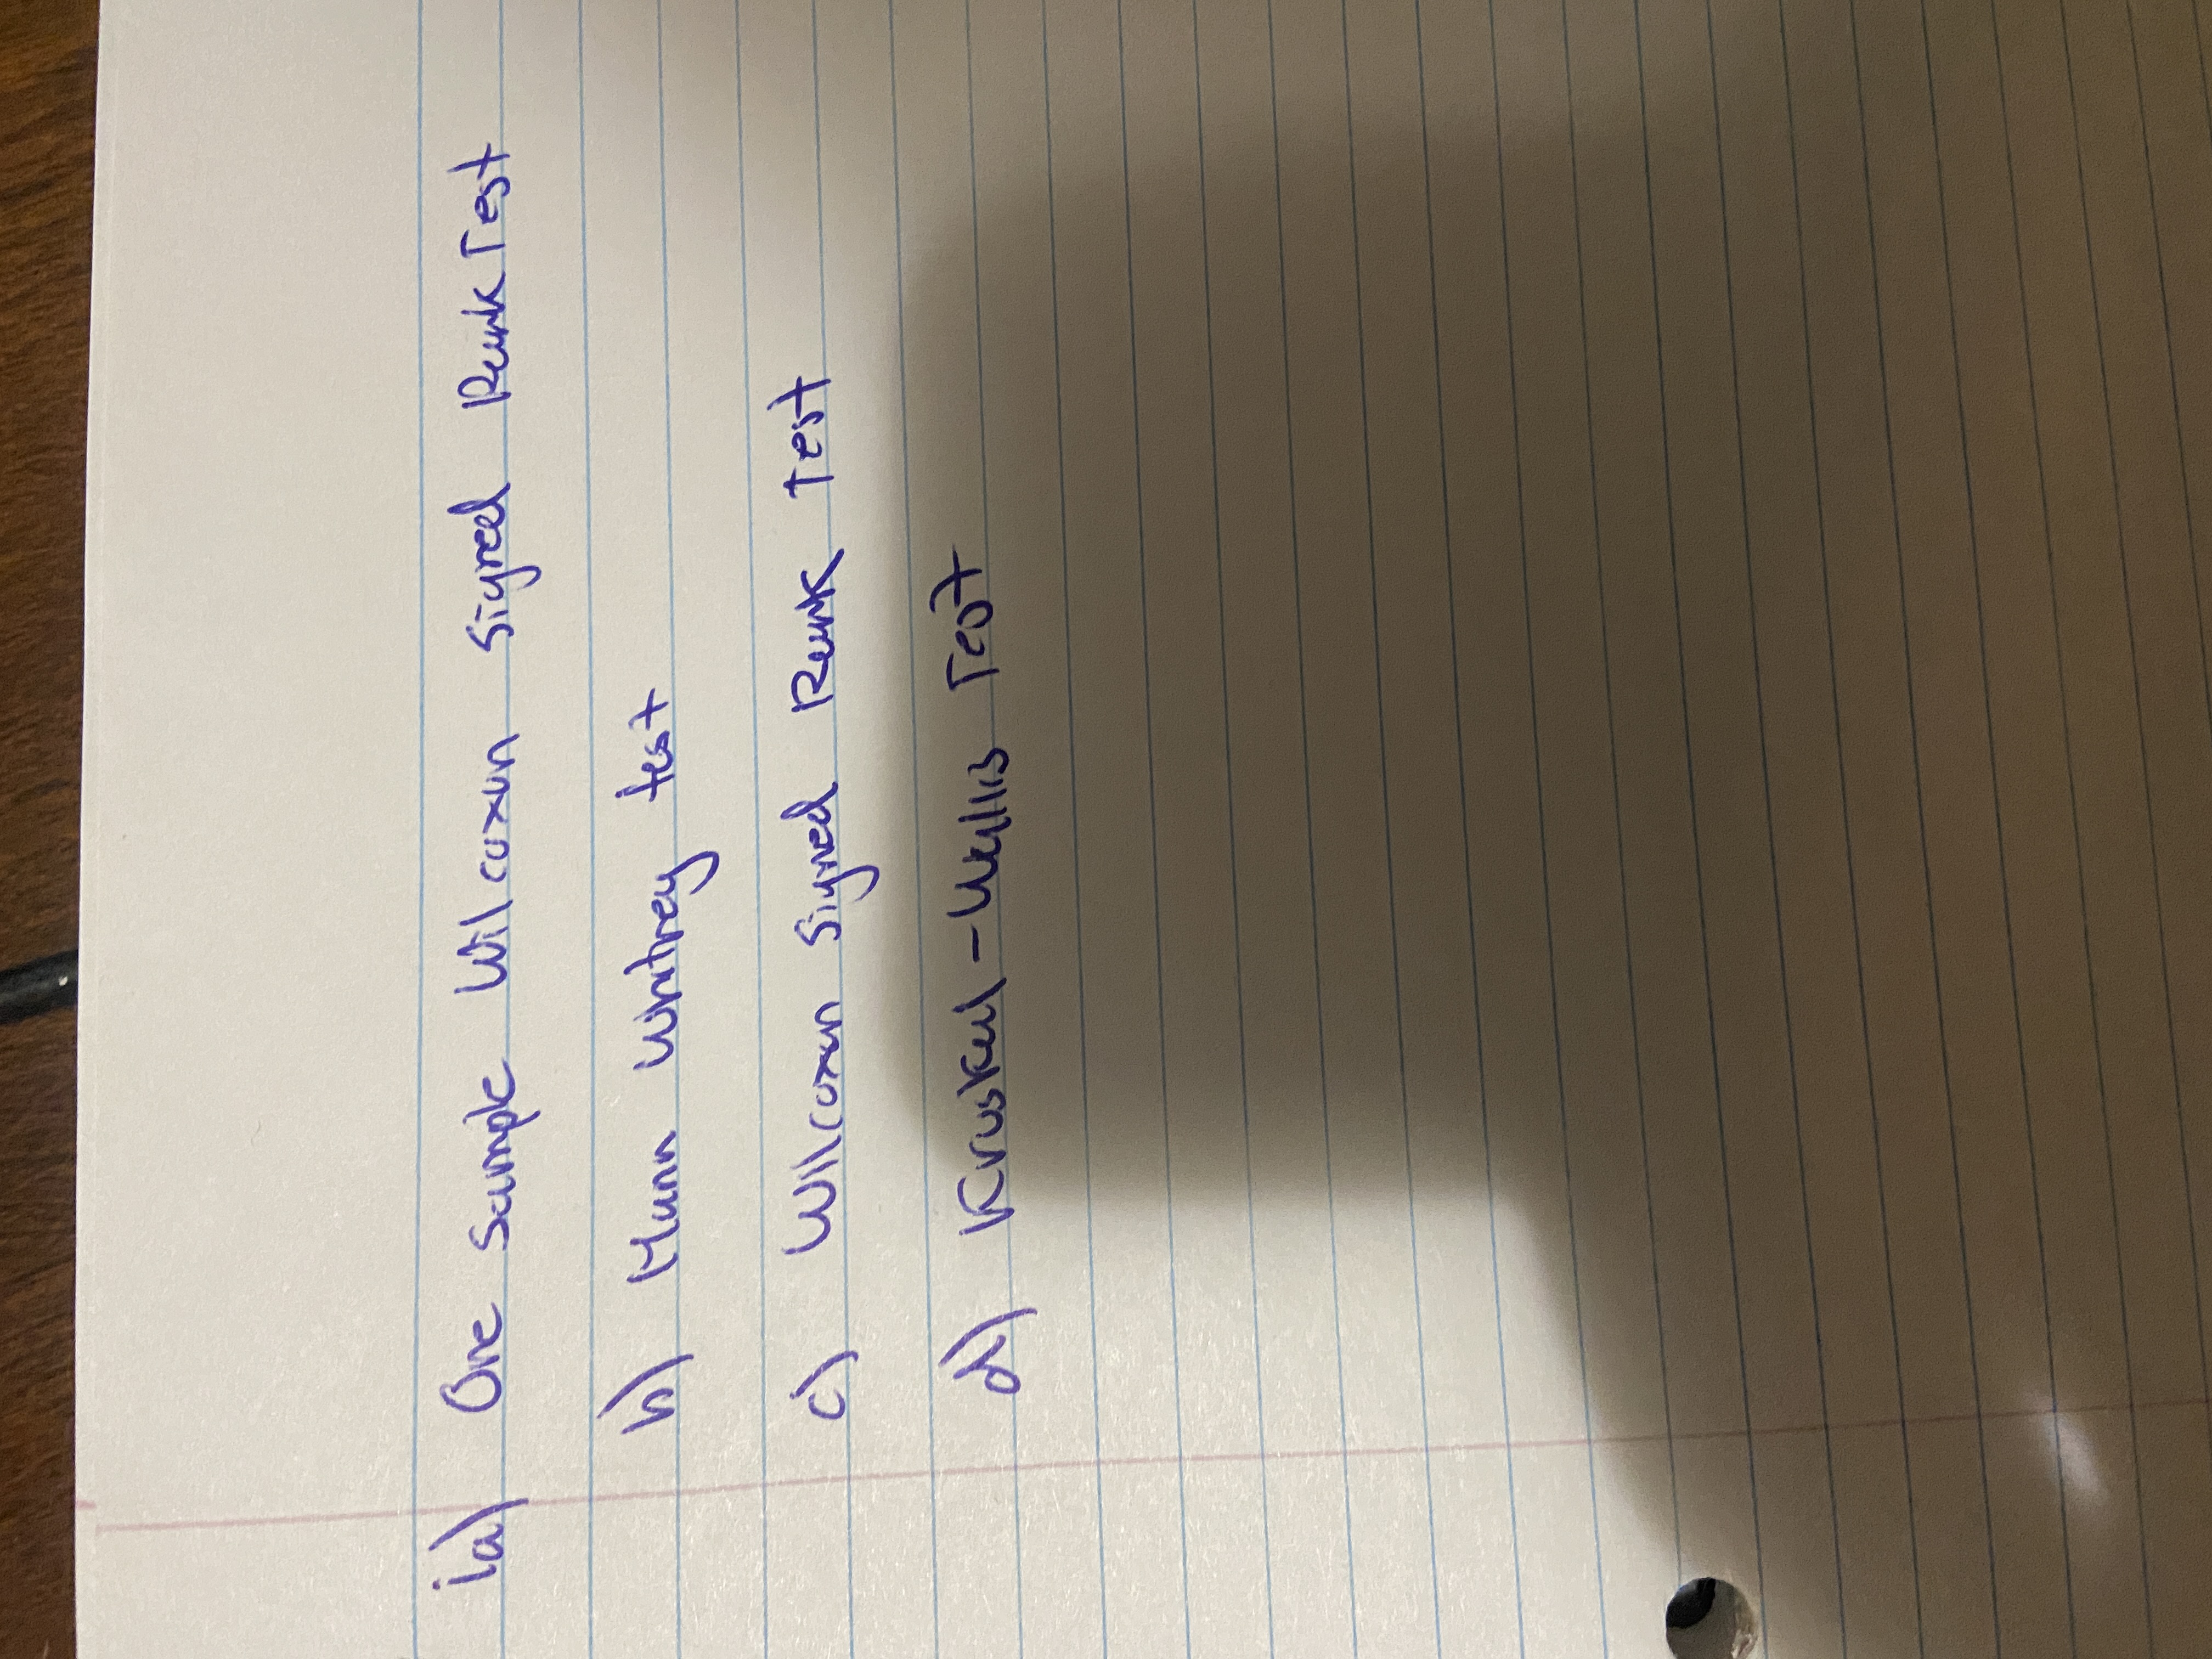 1a) One Sample Wilcoxon Signed Rank Test
b) Mann Whitney test
c) Wilcoxon Signed Rank Test
d) Kruskal-Wallis Test